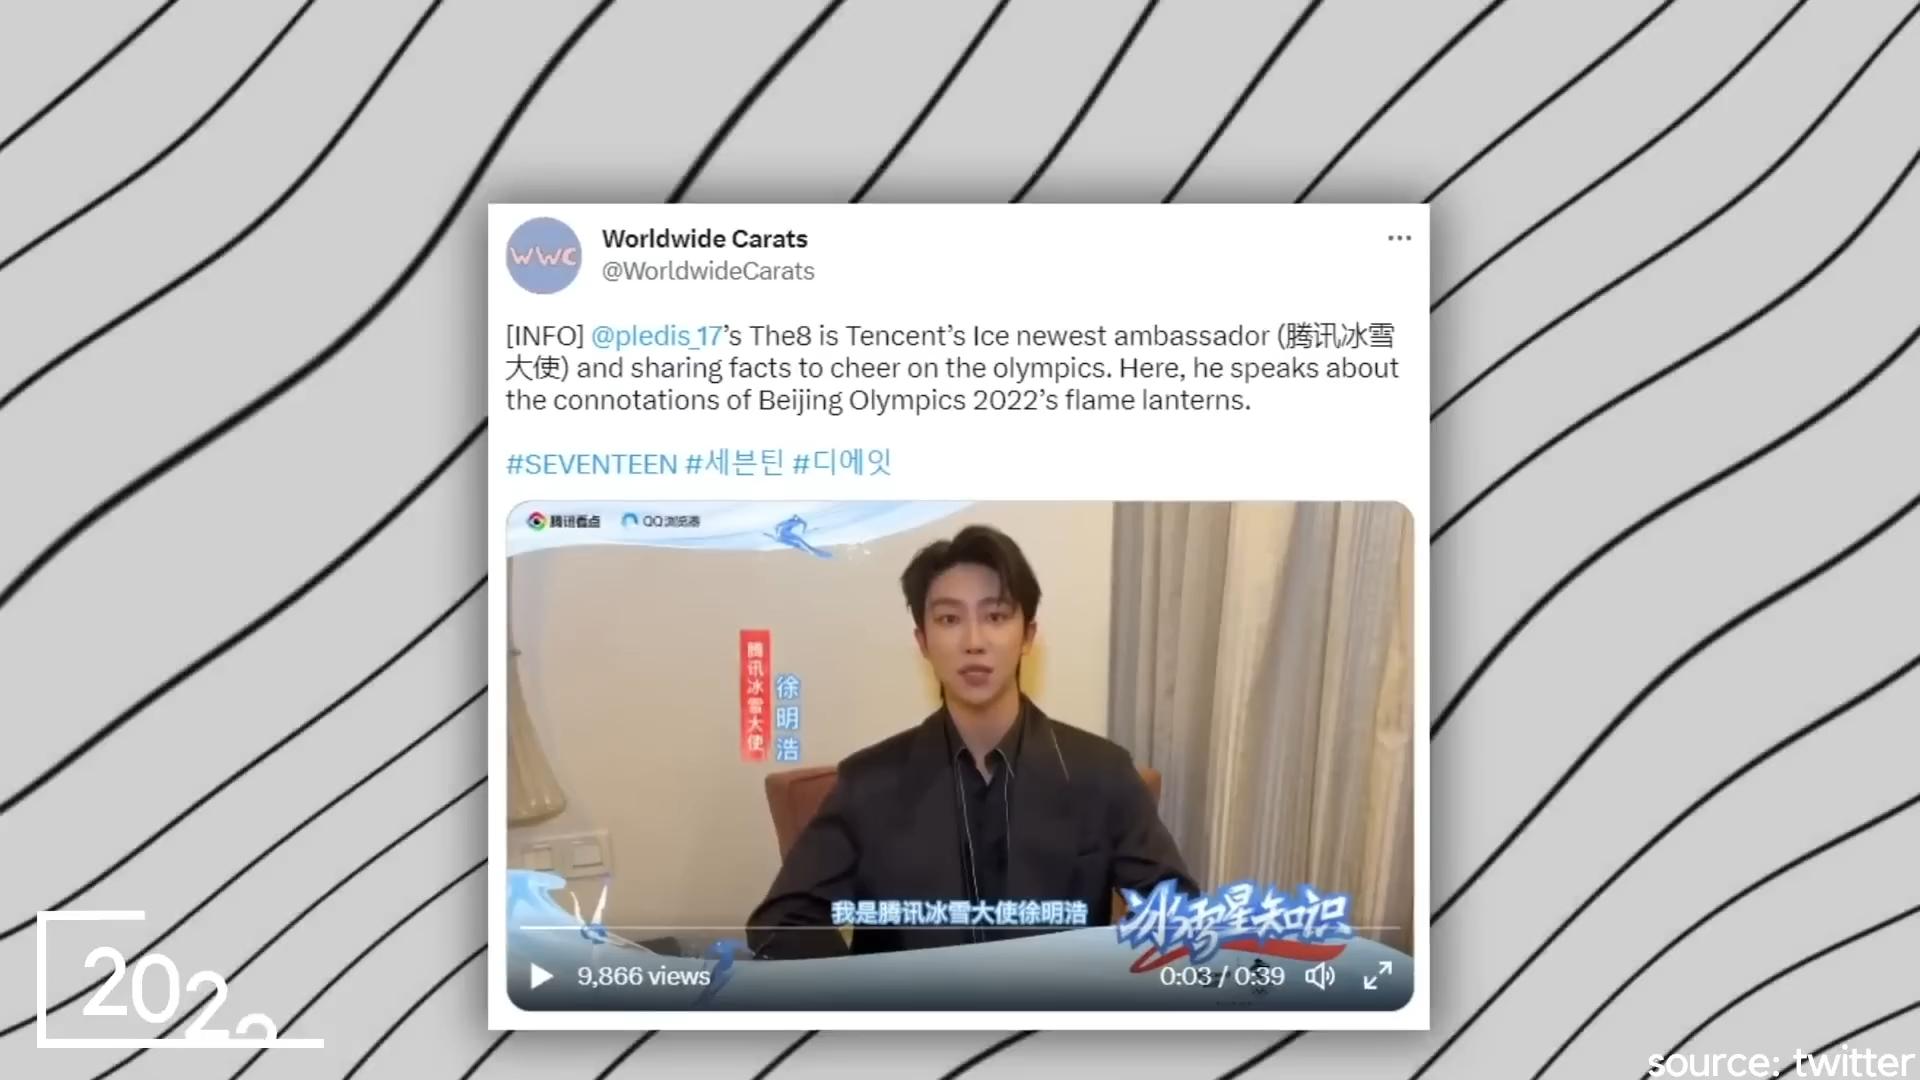 WWC
Worldwide Carats
@WorldwideCarats
[INFO] @pledis_17’s The8 is Tencent’s Ice newest ambassador (腾讯冰雪
大使) and sharing facts to cheer on the olympics. Here, he speaks about
the connotations of Beijing Olympics 2022’s flame lanterns.
#SEVENTEEN #세븐틴 #디에잇
腾讯看点 QQ浏览器
腾讯冰雪大使
徐明浩
我是腾讯冰雪大使徐明浩
冰雪星知识
9,866 views
0:03 / 0:39
2022
source: twitter